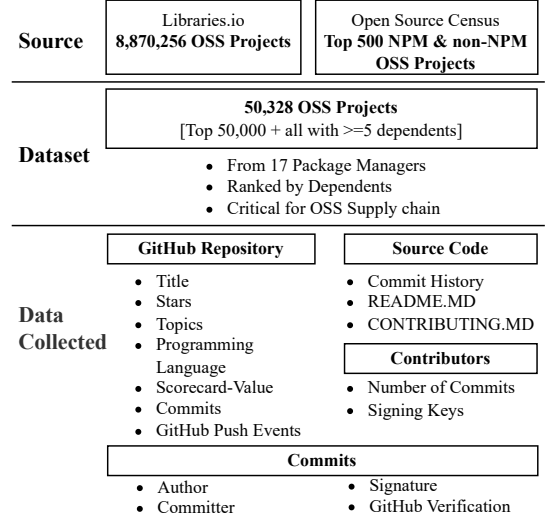 Source
Libraries.io
8,870,256 OSS Projects
Open Source Census
Top 500 NPM & non-NPM
OSS Projects
Dataset
50,328 OSS Projects
[Top 50,000 + all with >=5 dependents]
• From 17 Package Managers
• Ranked by Dependents
• Critical for OSS Supply chain
Data
Collected
GitHub Repository
• Title
• Stars
• Topics
• Programming
Language
• Scorecard-Value
• Commits
• GitHub Push Events
Source Code
• Commit History
• README.MD
• CONTRIBUTING.MD
Contributors
• Number of Commits
• Signing Keys
Commits
• Author
• Committer
• Signature
• GitHub Verification